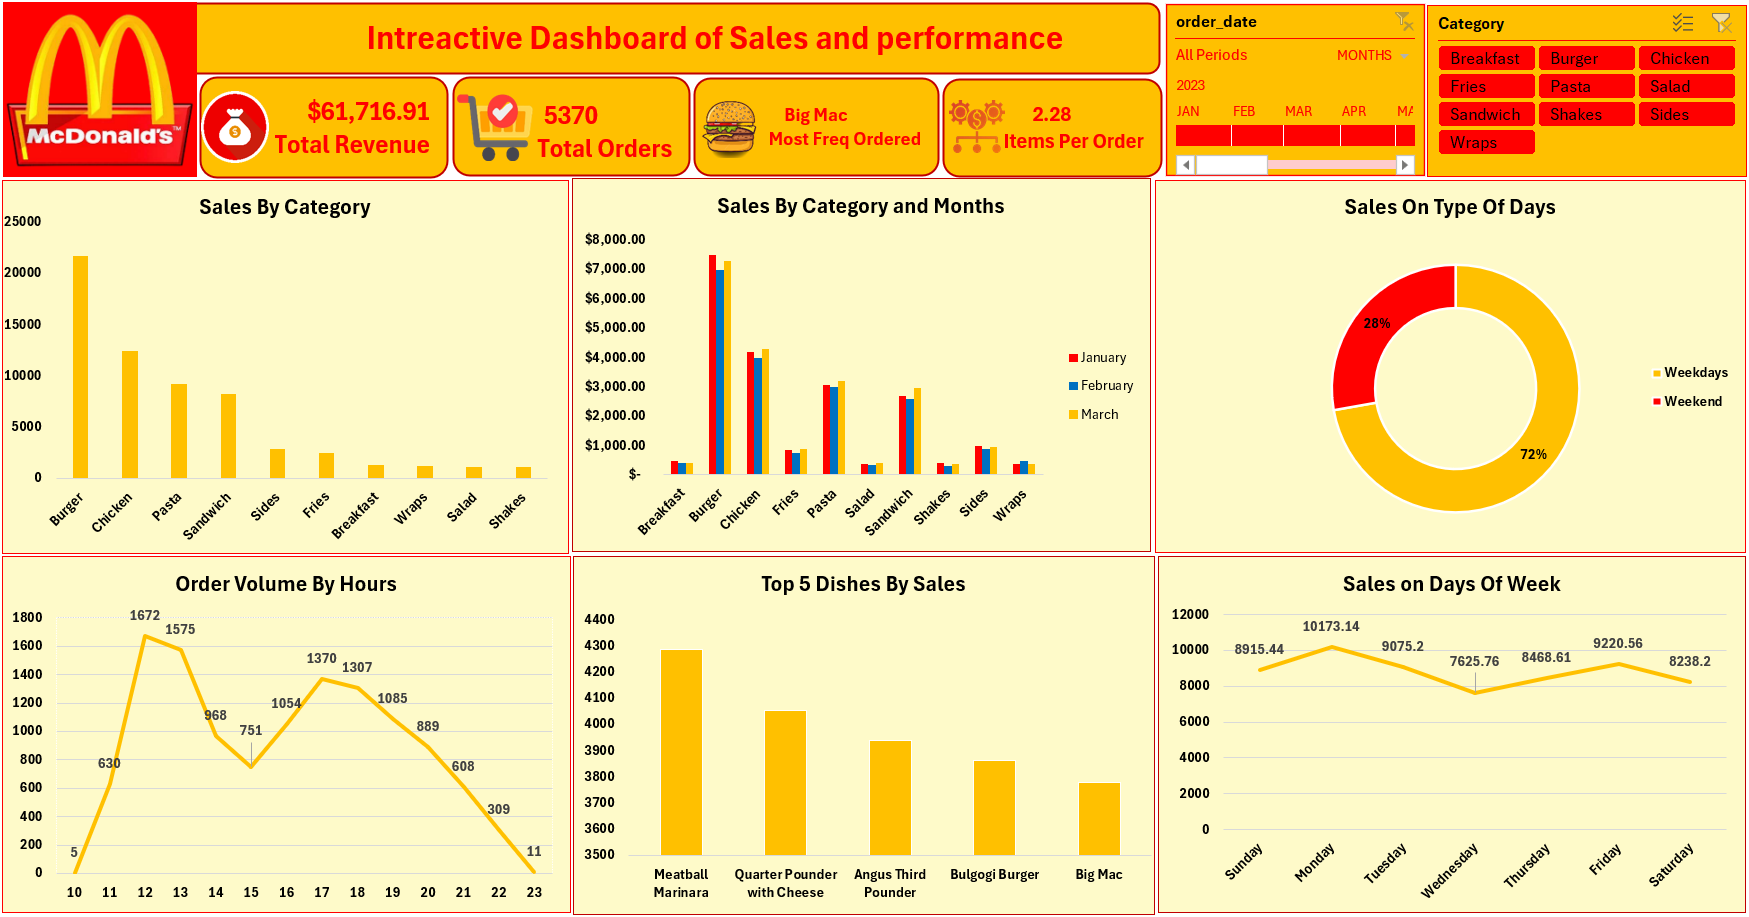 McDonald's™
Intreactive Dashboard of Sales and performance
$61,716.91
Total Revenue
5370
Total Orders
Big Mac
Most Freq Ordered
2.28
Items Per Order
order_date
All Periods MONTHS
2023
JAN FEB MAR APR MA
Category
Breakfast Burger Chicken
Fries Pasta Salad
Sandwich Shakes Sides
Wraps
Sales By Category
25000
20000
15000
10000
5000
0
Burger Chicken Pasta Sandwich Sides Fries Breakfast Wraps Salad Shakes
Sales By Category and Months
$8,000.00
$7,000.00
$6,000.00
$5,000.00
$4,000.00
$3,000.00
$2,000.00
$1,000.00
$-
Breakfast Burger Chicken Fries Pasta Salad Sandwich Shakes Sides Wraps
January
February
March
Sales On Type Of Days
28%
72%
Weekdays
Weekend
Order Volume By Hours
1800
1600
1400
1200
1000
800
600
400
200
0
5 630 1672 1575 968 751 1054 1370 1307 1085 889 608 309 11
10 11 12 13 14 15 16 17 18 19 20 21 22 23
Top 5 Dishes By Sales
4400
4300
4200
4100
4000
3900
3800
3700
3600
3500
Meatball Quarter Pounder Angus Third Bulgogi Burger Big Mac
Marinara with Cheese Pounder
Sales on Days Of Week
12000
10000
8000
6000
4000
2000
0
8915.44 10173.14 9075.2 7625.76 8468.61 9220.56 8238.2
Sunday Monday Tuesday Wednesday Thursday Friday Saturday